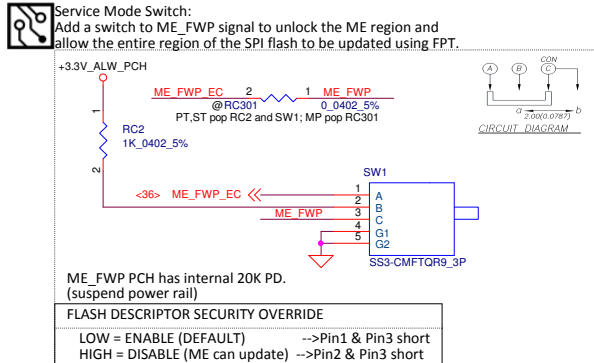 Service Mode Switch:
Add a switch to ME_FWP signal to unlock the ME region and
allow the entire region of the SPI flash to be updated using FPT.
+3.3V_ALW_PCH
ME_FWP_EC 2 1 ME_FWP
@RC301 0_0402_5%
PT,ST pop RC2 and SW1; MP pop RC301
CON
A B C
a b
2.00(0.0787)
CIRCUIT DIAGRAM
1
RC2
1K_0402_5%
2
SW1
<36> ME_FWP_EC 1 A
2 B
ME_FWP 3 C
4 G1
5 G2
SS3-CMFTQR9_3P
ME_FWP PCH has internal 20K PD.
(suspend power rail)
FLASH DESCRIPTOR SECURITY OVERRIDE
LOW = ENABLE (DEFAULT) -->Pin1 & Pin3 short
HIGH = DISABLE (ME can update) -->Pin2 & Pin3 short